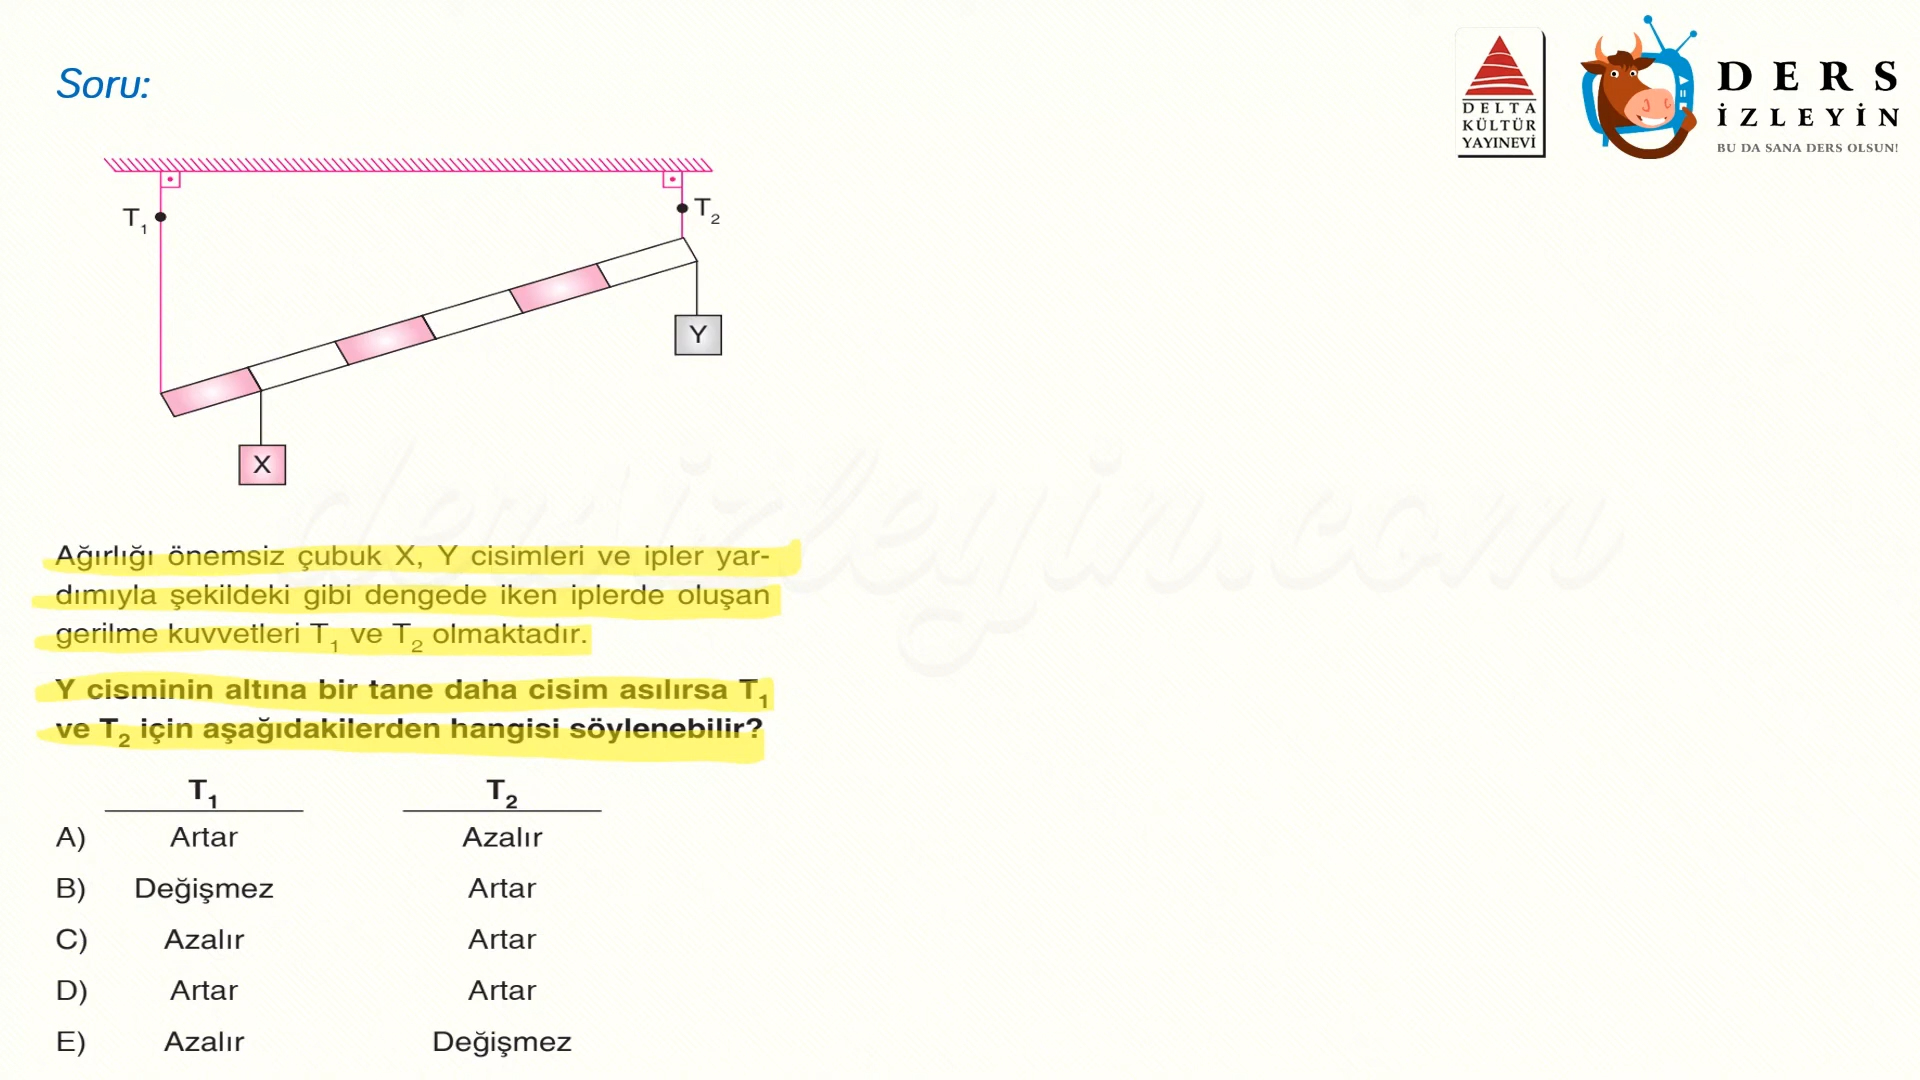 Soru:
DELTA
KÜLTÜR
YAYINEVİ
DERS
İZLEYİN
BU DA SANA DERS OLSUN!
T1
T2
Y
X
dersizleyin.com
Ağırlığı önemsiz çubuk X, Y cisimleri ve ipler yar-
dımıyla şekildeki gibi dengede iken iplerde oluşan
gerilme kuvvetleri T1 ve T2 olmaktadır.
Y cisminin altına bir tane daha cisim asılırsa T1
ve T2 için aşağıdakilerden hangisi söylenebilir?
T1 T2
A) Artar Azalır
B) Değişmez Artar
C) Azalır Artar
D) Artar Artar
E) Azalır Değişmez